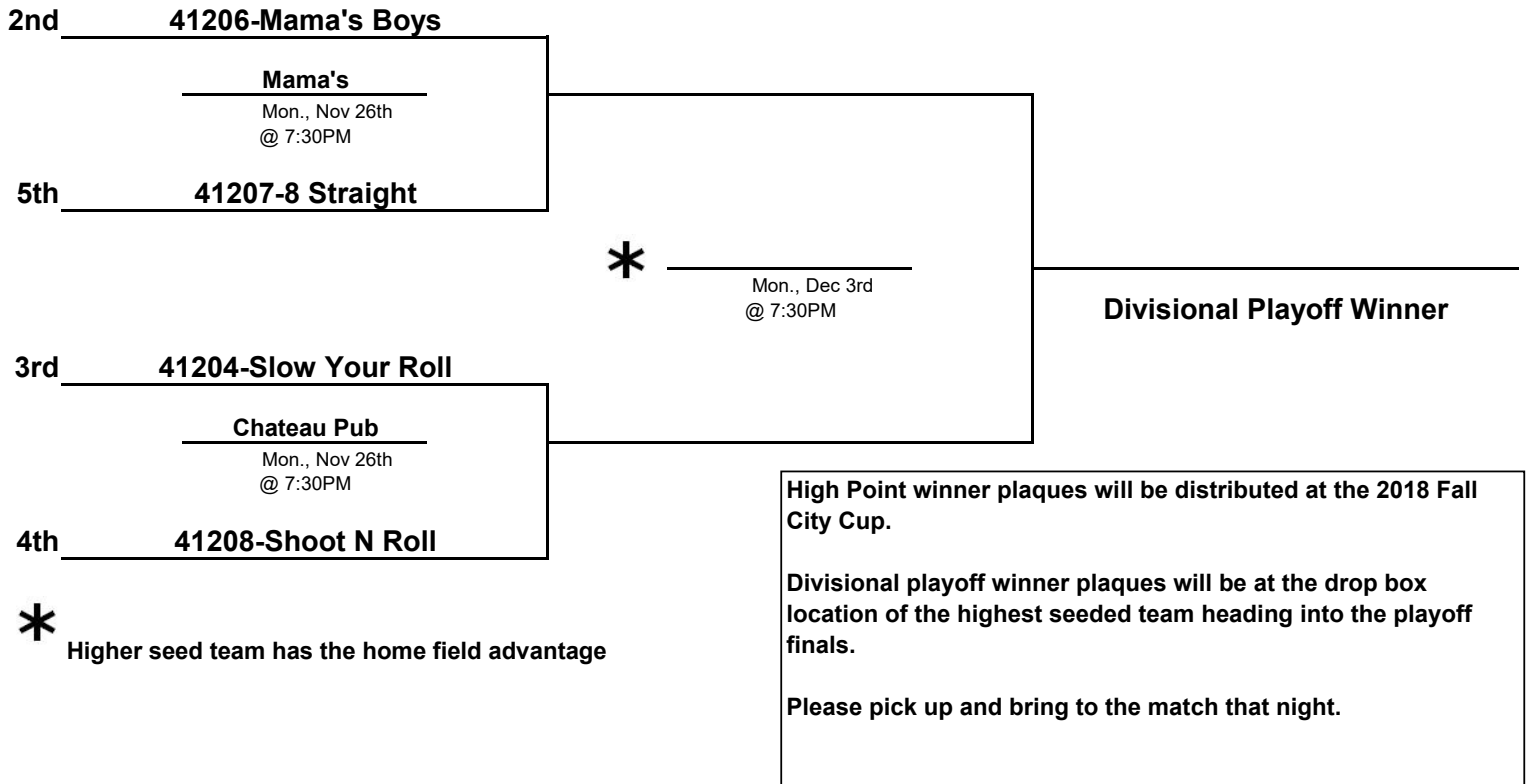 2nd 41206-Mama's Boys
Mama's
Mon., Nov 26th
@ 7:30PM
5th 41207-8 Straight
*
Mon., Dec 3rd
@ 7:30PM
Divisional Playoff Winner
3rd 41204-Slow Your Roll
Chateau Pub
Mon., Nov 26th
@ 7:30PM
4th 41208-Shoot N Roll
*
Higher seed team has the home field advantage
High Point winner plaques will be distributed at the 2018 Fall
City Cup.
Divisional playoff winner plaques will be at the drop box
location of the highest seeded team heading into the playoff
finals.
Please pick up and bring to the match that night.